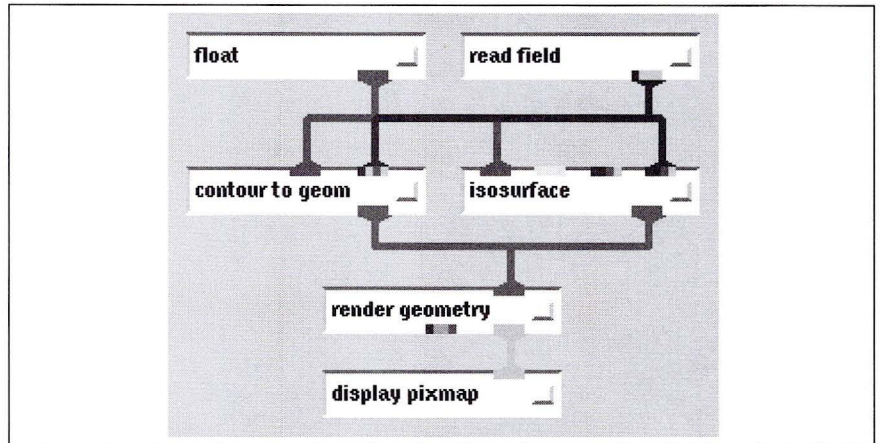 float
read field
contour to geom
isosurface
render geometry
display pixmap